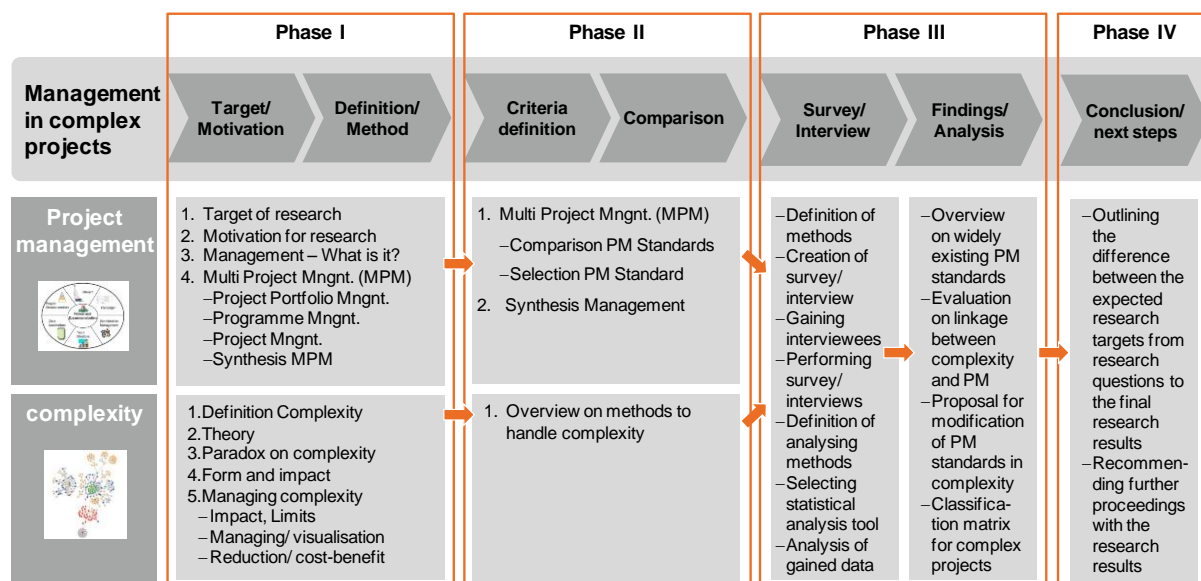 Phase I
Phase II
Phase III
Phase IV
Management
in complex
projects
Target/
Motivation
Definition/
Method
Criteria
definition
Comparison
Survey/
Interview
Findings/
Analysis
Conclusion/
next steps
Project
management
1. Target of research
2. Motivation for research
3. Management – What is it?
4. Multi Project Mngnt. (MPM)
–Project Portfolio Mngnt.
–Programme Mngnt.
–Project Mngnt.
–Synthesis MPM
1. Multi Project Mngnt. (MPM)
–Comparison PM Standards
–Selection PM Standard
2. Synthesis Management
complexity
1.Definition Complexity
2.Theory
3.Paradox on complexity
4.Form and impact
5.Managing complexity
–Impact, Limits
–Managing/ visualisation
–Reduction/ cost-benefit
1. Overview on methods to
handle complexity
–Definition of
methods
–Creation of
survey/
interview
–Gaining
interviewees
–Performing
survey/
interviews
–Definition of
analysing
methods
–Selecting
statistical
analysis tool
–Analysis of
gained data
–Overview
on widely
existing PM
standards
–Evaluation
on linkage
between
complexity
and PM
–Proposal for
modification
of PM
standards in
complexity
–Classifica-
tion matrix
for complex
projects
–Outlining
the
difference
between the
expected
research
targets from
research
questions to
the final
research
results
–Recommen-
ding further
proceedings
with the
research
results